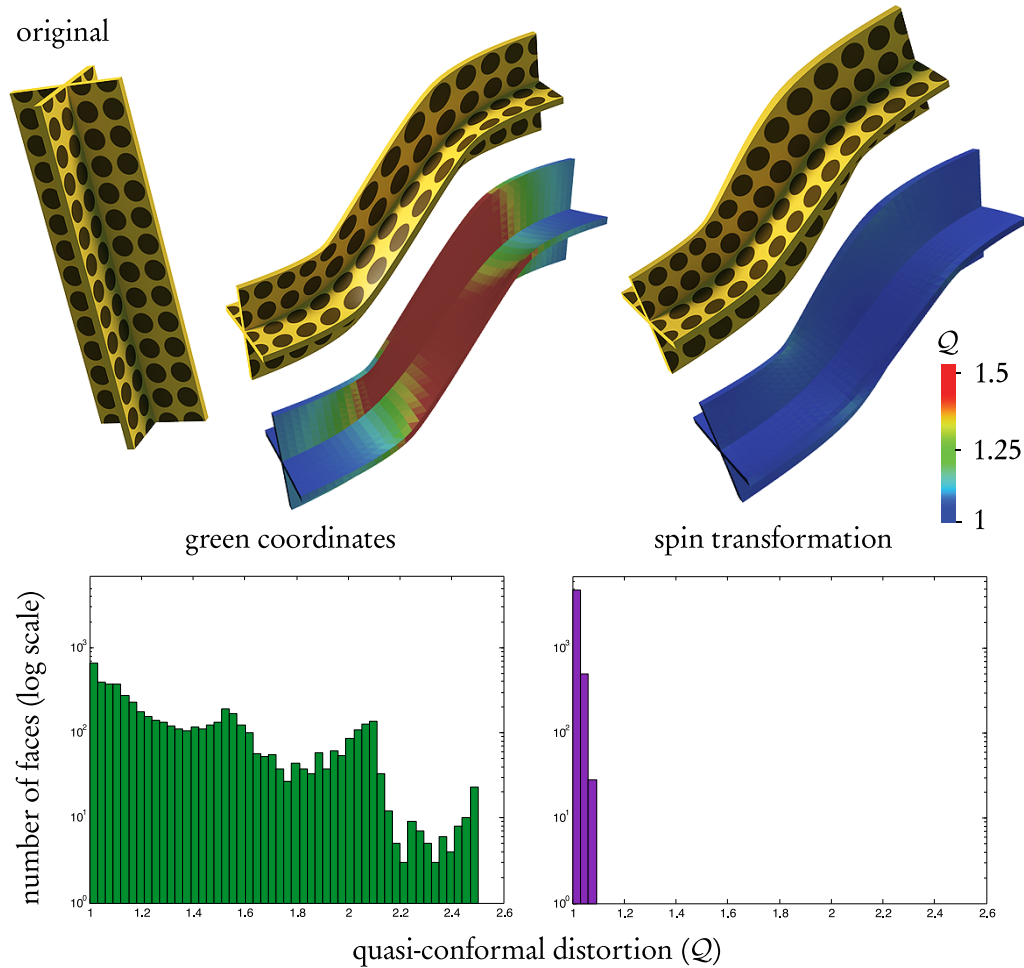 original
𝒬
1.5
1.25
1
green coordinates
spin transformation
number of faces (log scale)
10³
10²
10¹
10⁰
1 1.2 1.4 1.6 1.8 2 2.2 2.4 2.6
10³
10²
10¹
10⁰
1 1.2 1.4 1.6 1.8 2 2.2 2.4 2.6
quasi-conformal distortion (𝒬)